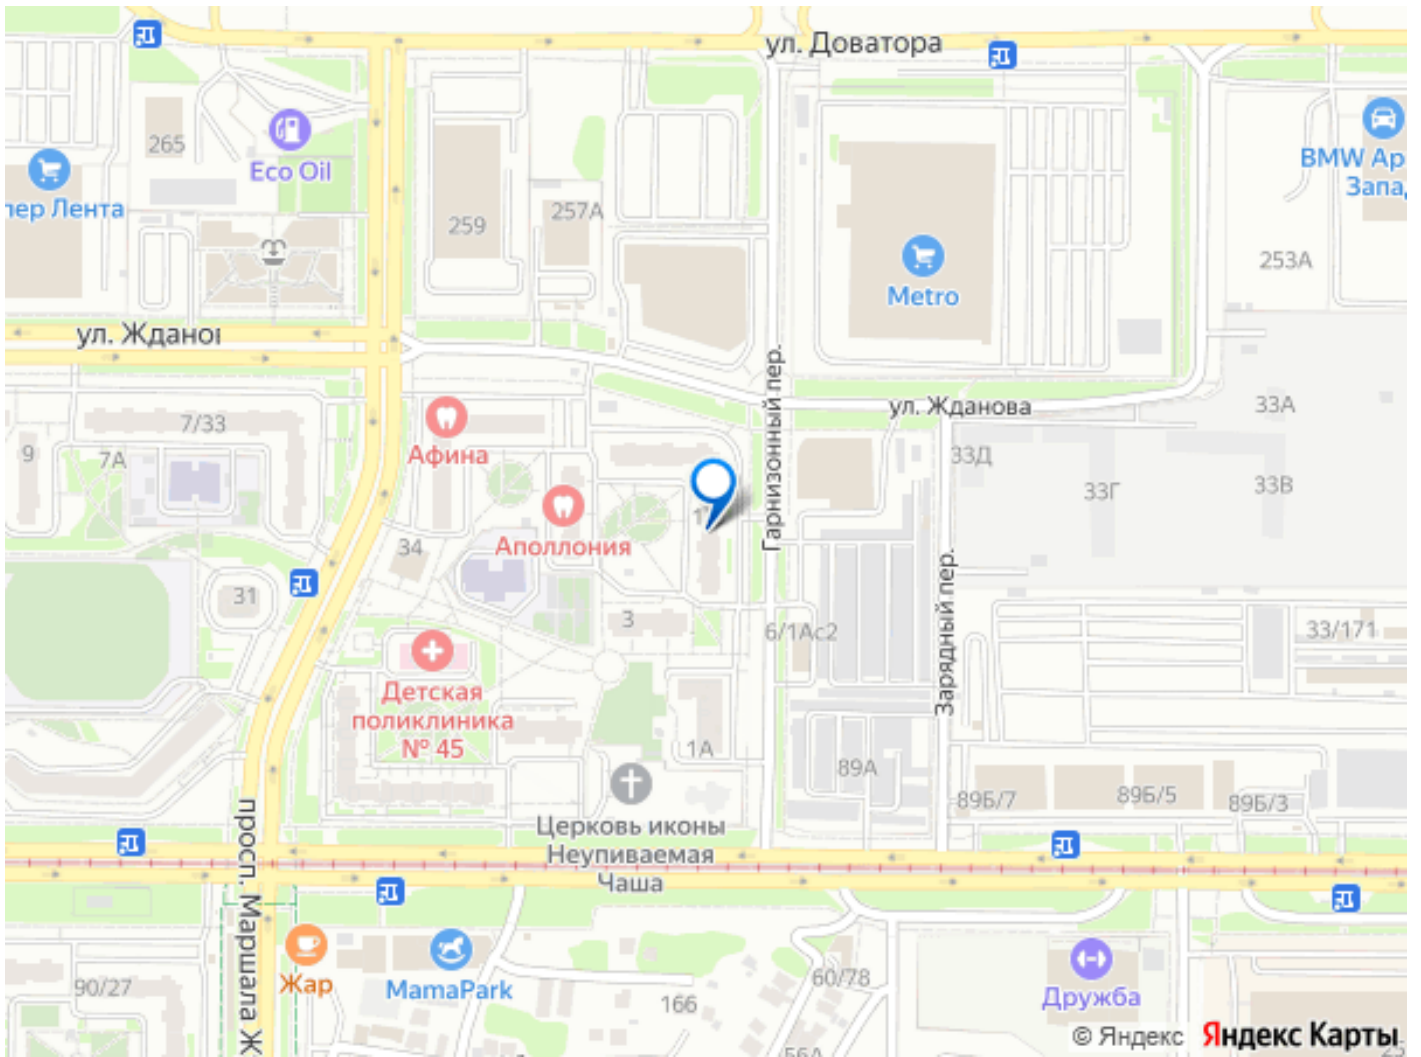 ул. Доватора
265
Eco Oil
пер Лента
259
257А
Metro
BMW Ар
Запад
253А
ул. Ждано
Гарнизонный пер.
ул. Жданова
33А
7/33
9
7А
Афина
33Д
33Г
33В
Аполлония
34
31
3
6/1Ас2
Зарядный пер.
33/171
Детская
поликлиника
№ 45
1А
89А
89Б/7
89Б/5
89Б/3
Церковь иконы
Неупиваемая
Чаша
просп. Маршала Ж
Жар
MamaPark
90/27
166
60/78
Дружба
56А
© Яндекс Яндекс Карты